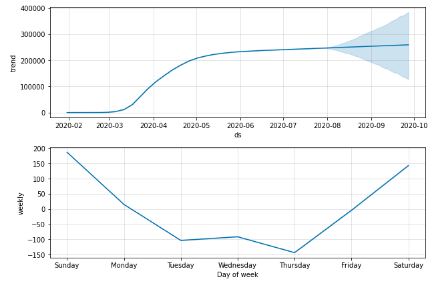 400000
300000
200000
100000
0
trend
2020-02 2020-03 2020-04 2020-05 2020-06 2020-07 2020-08 2020-09 2020-10
ds
200
150
100
50
0
−50
−100
−150
weekly
Sunday Monday Tuesday Wednesday Thursday Friday Saturday
Day of week